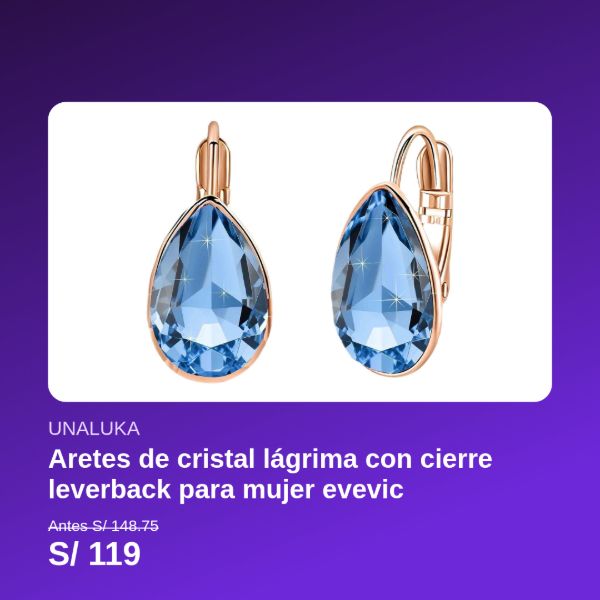 UNALUKA
Aretes de cristal lágrima con cierre
leverback para mujer evevic
Antes S/ 148.75
S/ 119